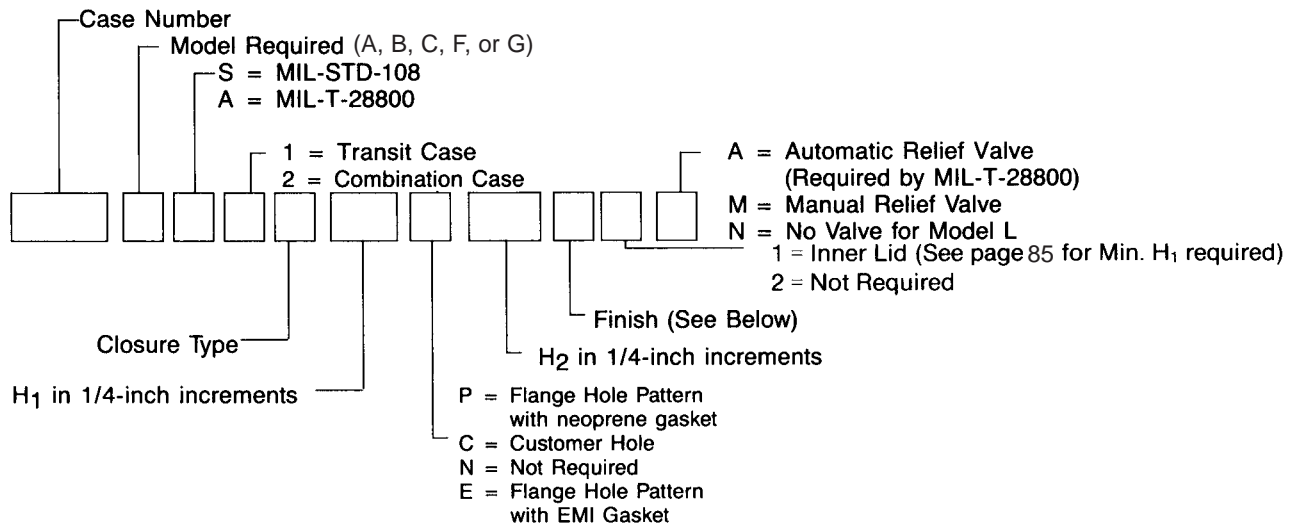 Case Number
Model Required (A, B, C, F, or G)
S = MIL-STD-108
A = MIL-T-28800
1 = Transit Case
2 = Combination Case
A = Automatic Relief Valve
(Required by MIL-T-28800)
M = Manual Relief Valve
N = No Valve for Model L
1 = Inner Lid (See page 85 for Min. H₁ required)
2 = Not Required
Finish (See Below)
Closure Type
H₂ in 1/4-inch increments
H₁ in 1/4-inch increments
P = Flange Hole Pattern
with neoprene gasket
C = Customer Hole
N = Not Required
E = Flange Hole Pattern
with EMI Gasket